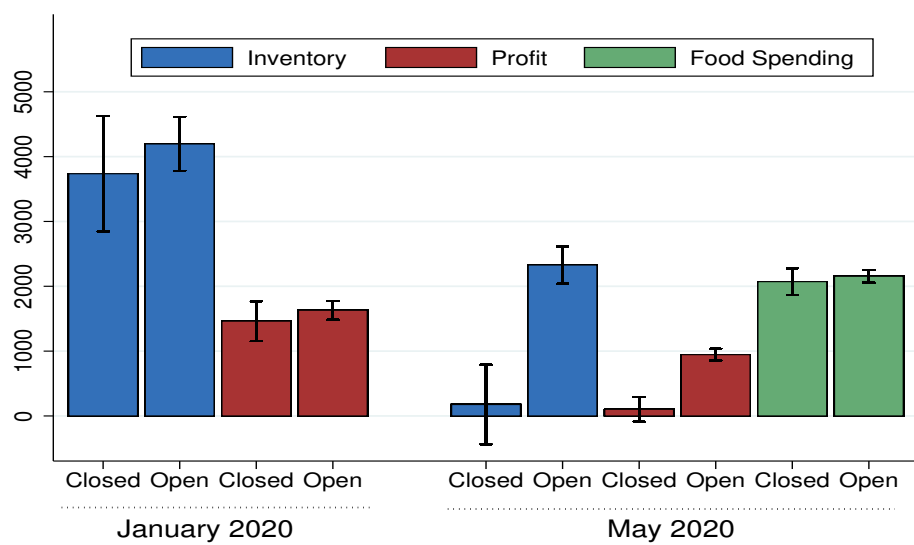 Inventory Profit Food Spending
5000
4000
3000
2000
1000
0
Closed Open Closed Open Closed Open Closed Open Closed Open
January 2020 May 2020